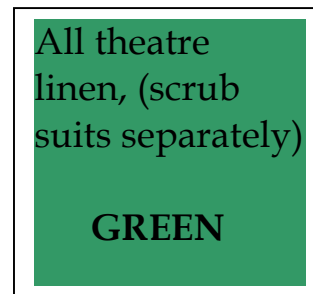 All theatre
linen, (scrub
suits separately)
GREEN